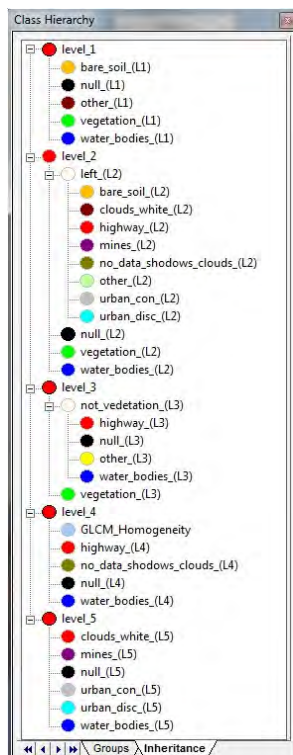 Class Hierarchy
level_1
bare_soil_(L1)
null_(L1)
other_(L1)
vegetation_(L1)
water_bodies_(L1)
level_2
left_(L2)
bare_soil_(L2)
clouds_white_(L2)
highway_(L2)
mines_(L2)
no_data_shodows_clouds_(L2)
other_(L2)
urban_con_(L2)
urban_disc_(L2)
null_(L2)
vegetation_(L2)
water_bodies_(L2)
level_3
not_vedetation_(L3)
highway_(L3)
null_(L3)
other_(L3)
water_bodies_(L3)
vegetation_(L3)
level_4
GLCM_Homogeneity
highway_(L4)
no_data_shadows_clouds_(L4)
null_(L4)
water_bodies_(L4)
level_5
clouds_white_(L5)
mines_(L5)
null_(L5)
urban_con_(L5)
urban_disc_(L5)
water_bodies_(L5)
Groups Inheritance